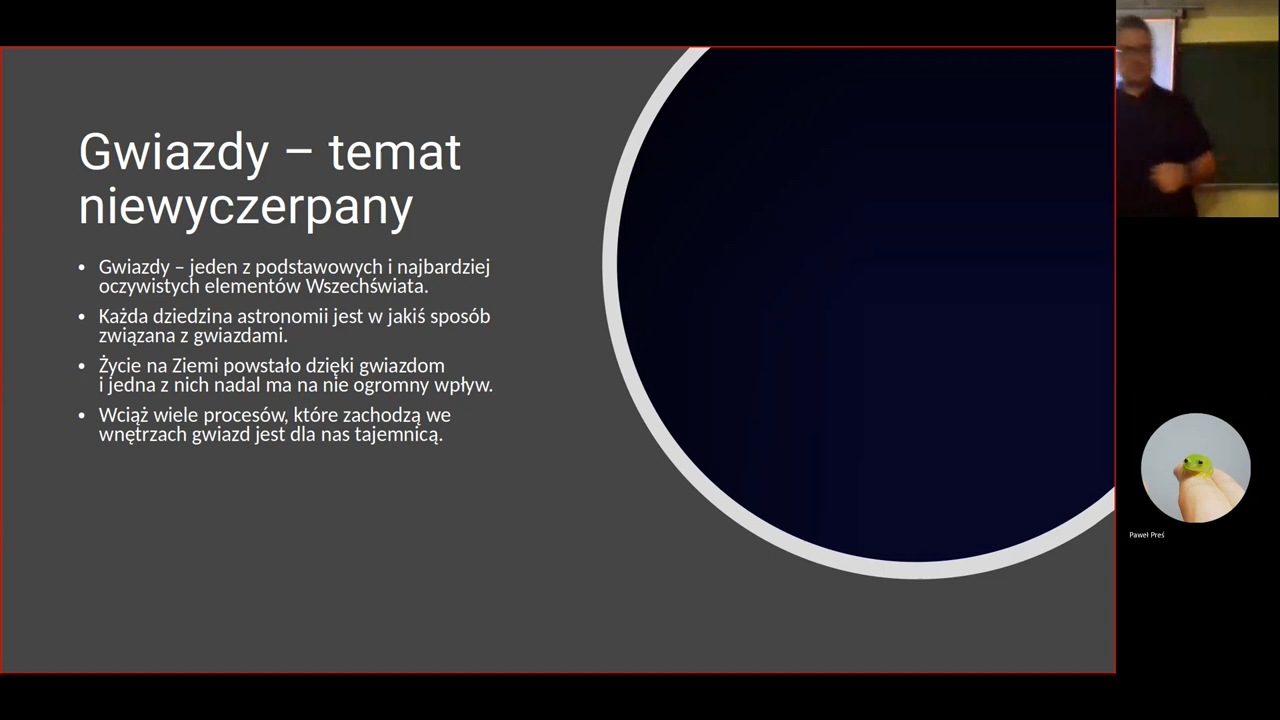 Gwiazdy – temat
niewyczerpany
• Gwiazdy – jeden z podstawowych i najbardziej
oczywistych elementów Wszechświata.
• Każda dziedzina astronomii jest w jakiś sposób
związana z gwiazdami.
• Życie na Ziemi powstało dzięki gwiazdom
i jedna z nich nadal ma na nie ogromny wpływ.
• Wciąż wiele procesów, które zachodzą we
wnętrzach gwiazd jest dla nas tajemnicą.
Paweł Preś